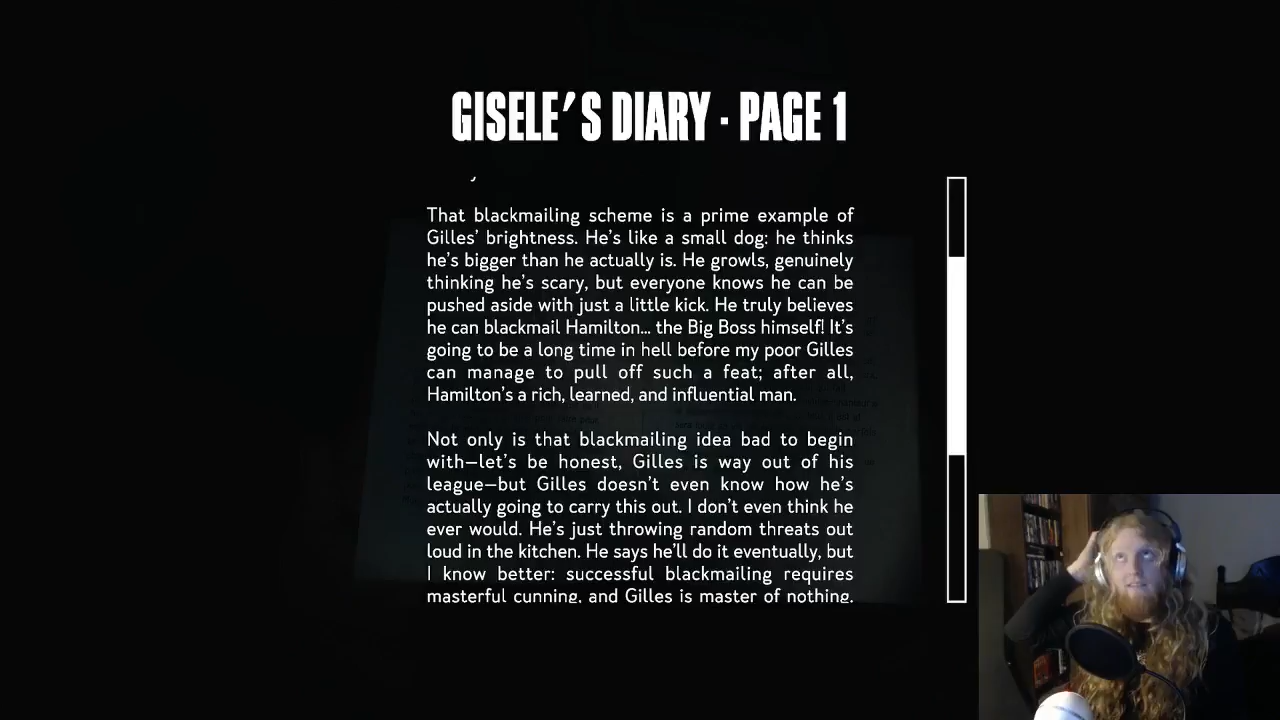 GISELE'S DIARY - PAGE 1
That blackmailing scheme is a prime example of
Gilles' brightness. He's like a small dog: he thinks
he's bigger than he actually is. He growls, genuinely
thinking he's scary, but everyone knows he can be
pushed aside with just a little kick. He truly believes
he can blackmail Hamilton... the Big Boss himself! It's
going to be a long time in hell before my poor Gilles
can manage to pull off such a feat; after all,
Hamilton's a rich, learned, and influential man.
Not only is that blackmailing idea bad to begin
with—let's be honest, Gilles is way out of his
league—but Gilles doesn't even know how he's
actually going to carry this out. I don't even think he
ever would. He's just throwing random threats out
loud in the kitchen. He says he'll do it eventually, but
I know better: successful blackmailing requires
masterful cunning, and Gilles is master of nothing.